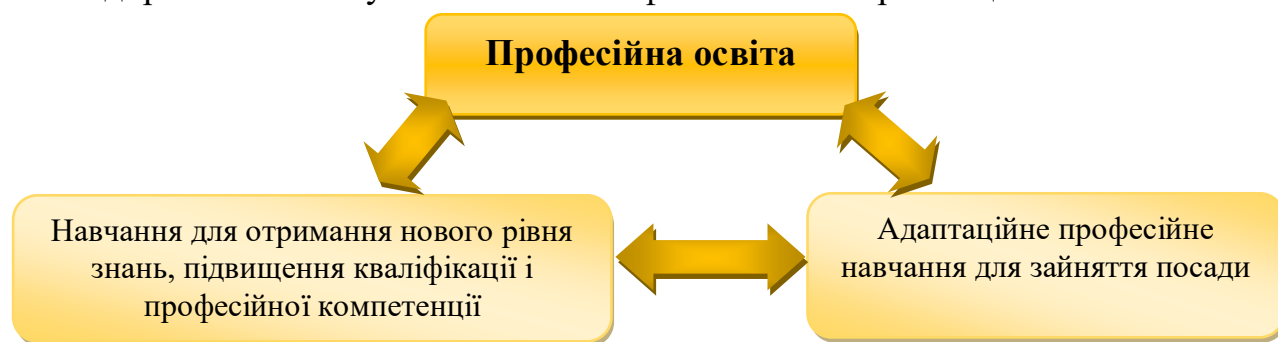 Професійна освіта
Навчання для отримання нового рівня
знань, підвищення кваліфікації і
професійної компетенції
Адаптаційне професійне
навчання для зайняття посади